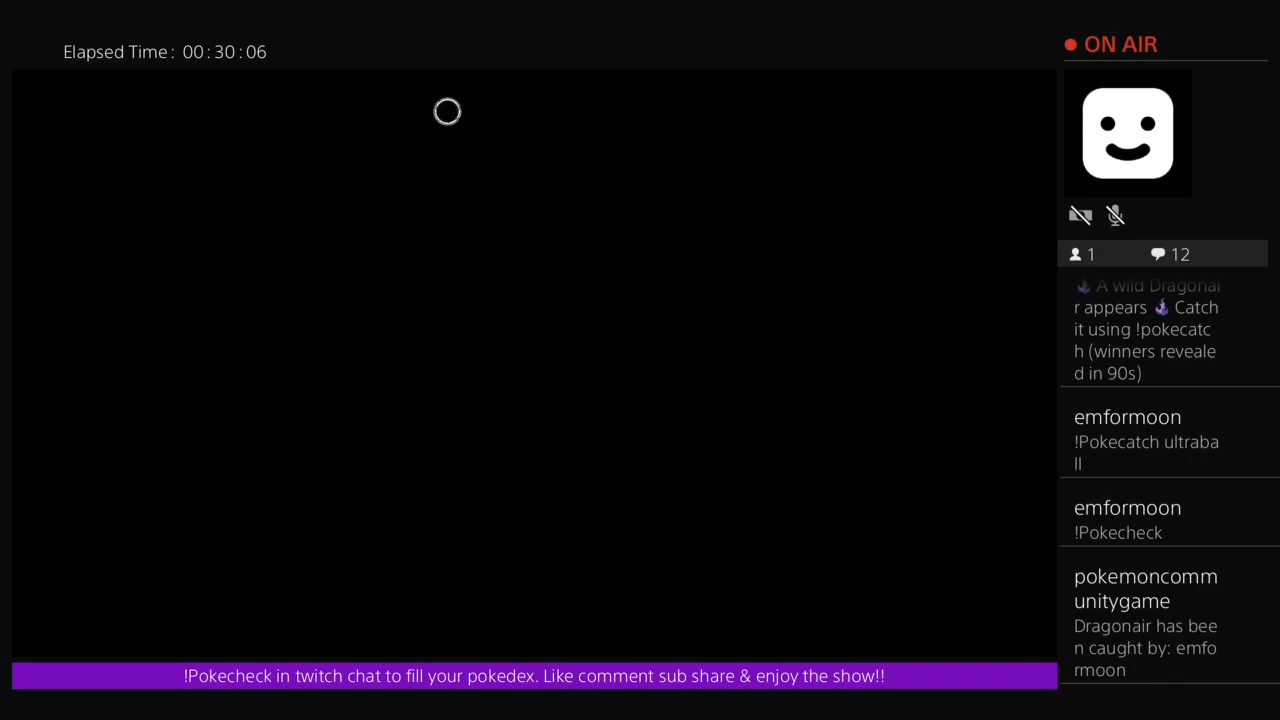 Elapsed Time: 00:30:06
ON AIR
1 12
A wild Dragonai
r appears Catch
it using !pokecatc
h (winners reveale
d in 90s)
emformoon
!Pokecatch ultraba
ll
emformoon
!Pokecheck
pokemoncomm
unitygame
Dragonair has bee
n caught by: emfo
rmoon
!Pokecheck in twitch chat to fill your pokedex. Like comment sub share & enjoy the show!!